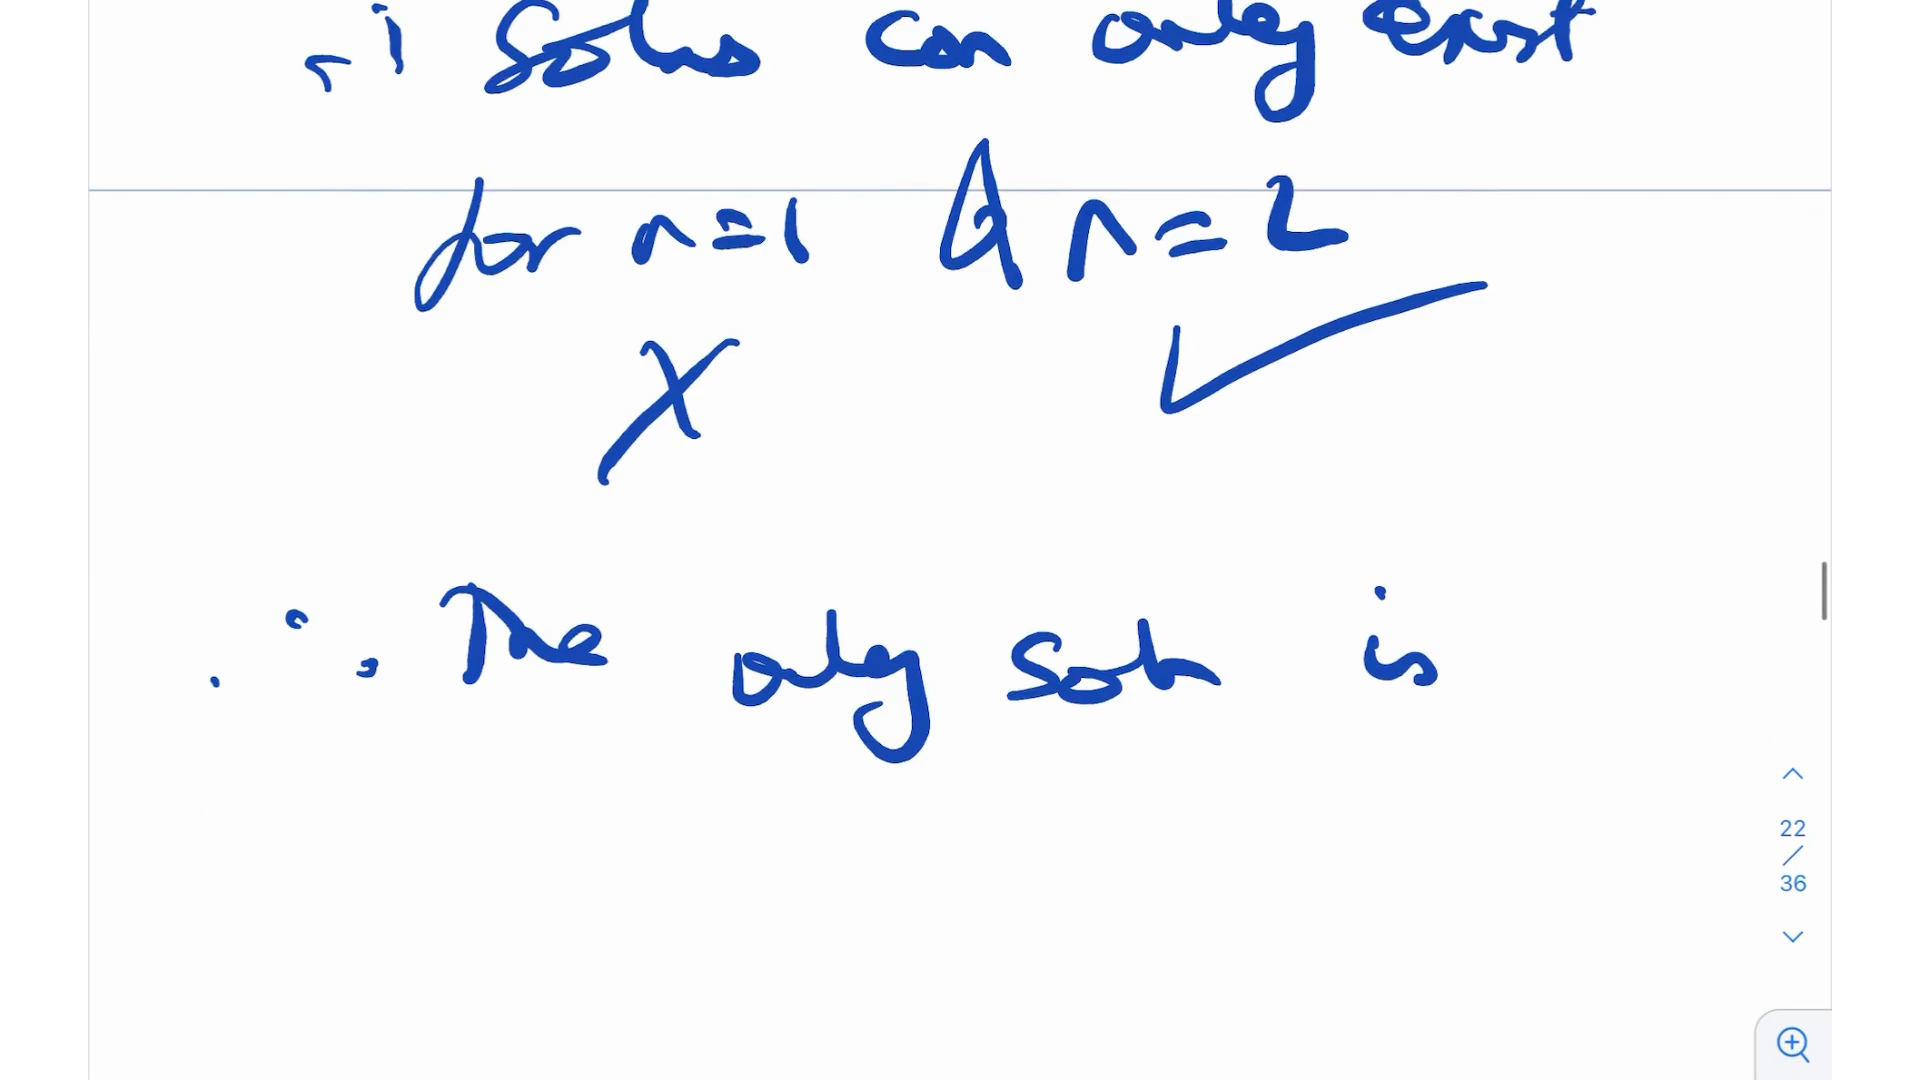 ∴ Solns can only exist
for n=1 & n=2
X ✓
∴ The only soln is
22
/
36